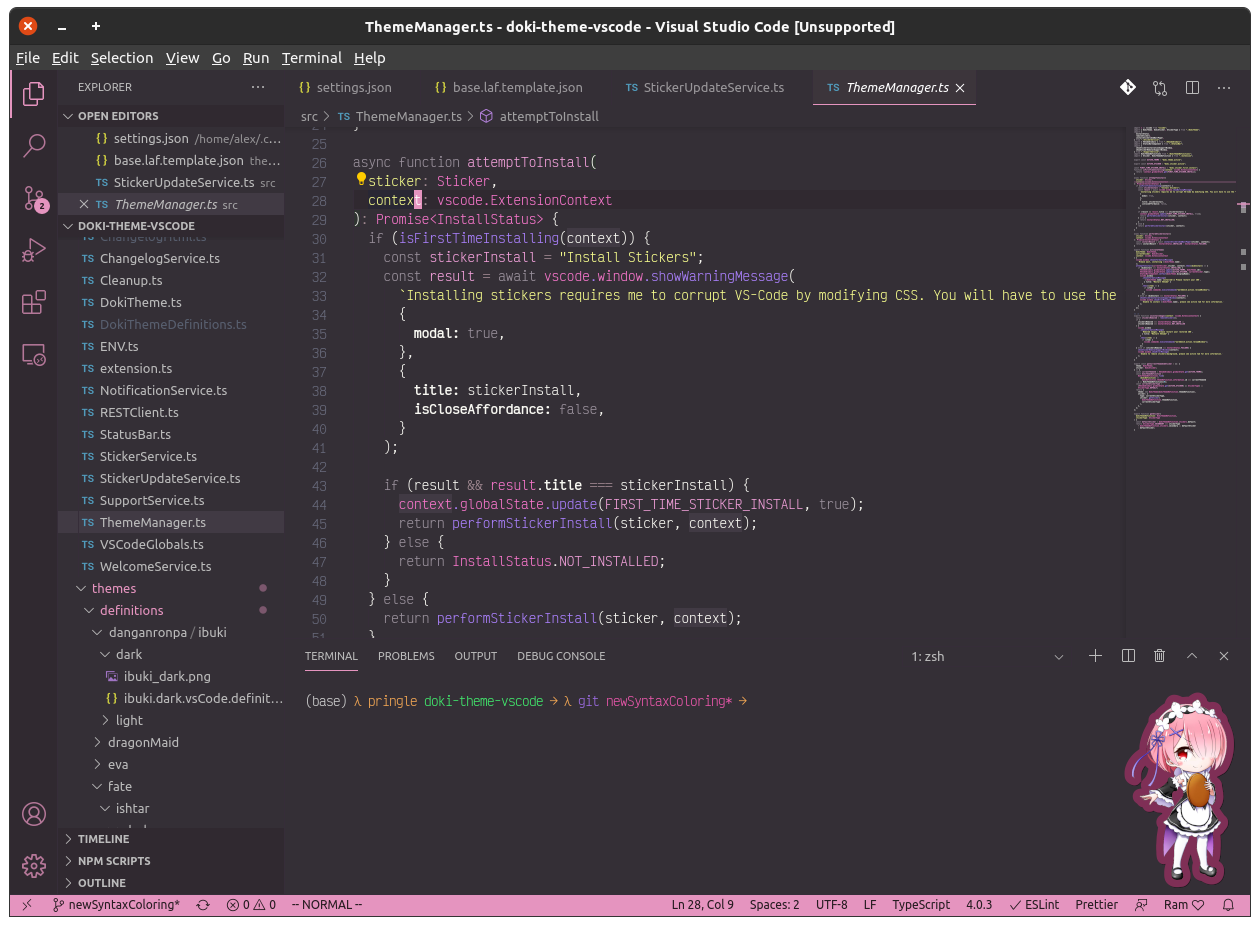 ThemeManager.ts - doki-theme-vscode - Visual Studio Code [Unsupported]
File Edit Selection View Go Run Terminal Help
EXPLORER
OPEN EDITORS
{} settings.json /home/alex/.c...
{} base.laf.template.json the...
TS StickerUpdateService.ts src
TS ThemeManager.ts src
DOKI-THEME-VSCODE
ChangelogHtml.ts
TS ChangelogService.ts
TS Cleanup.ts
TS DokiTheme.ts
TS DokiThemeDefinitions.ts
TS ENV.ts
TS extension.ts
TS NotificationService.ts
TS RESTClient.ts
TS StatusBar.ts
TS StickerService.ts
TS StickerUpdateService.ts
TS SupportService.ts
TS ThemeManager.ts
TS VSCodeGlobals.ts
TS WelcomeService.ts
themes
definitions
danganronpa / ibuki
dark
ibuki_dark.png
{} ibuki.dark.vsCode.definit...
light
dragonMaid
eva
fate
ishtar
TIMELINE
NPM SCRIPTS
OUTLINE
2
{} settings.json {} base.laf.template.json TS StickerUpdateService.ts TS ThemeManager.ts
src > TS ThemeManager.ts > attemptToInstall
24 }
25
26 async function attemptToInstall(
27 sticker: Sticker,
28 context: vscode.ExtensionContext
29 ): Promise<InstallStatus> {
30 if (isFirstTimeInstalling(context)) {
31 const stickerInstall = "Install Stickers";
32 const result = await vscode.window.showWarningMessage(
33 `Installing stickers requires me to corrupt VS-Code by modifying CSS. You will have to use the
34 {
35 modal: true,
36 },
37 {
38 title: stickerInstall,
39 isCloseAffordance: false,
40 }
41 );
42
43 if (result && result.title === stickerInstall) {
44 context.globalState.update(FIRST_TIME_STICKER_INSTALL, true);
45 return performStickerInstall(sticker, context);
46 } else {
47 return InstallStatus.NOT_INSTALLED;
48 }
49 } else {
50 return performStickerInstall(sticker, context);
51 }
TERMINAL PROBLEMS OUTPUT DEBUG CONSOLE 1: zsh
(base) λ pringle doki-theme-vscode → λ git newSyntaxColoring* →
newSyntaxColoring* 0 0 -- NORMAL -- Ln 28, Col 9 Spaces: 2 UTF-8 LF TypeScript 4.0.3 ✓ ESLint Prettier Ram ♡